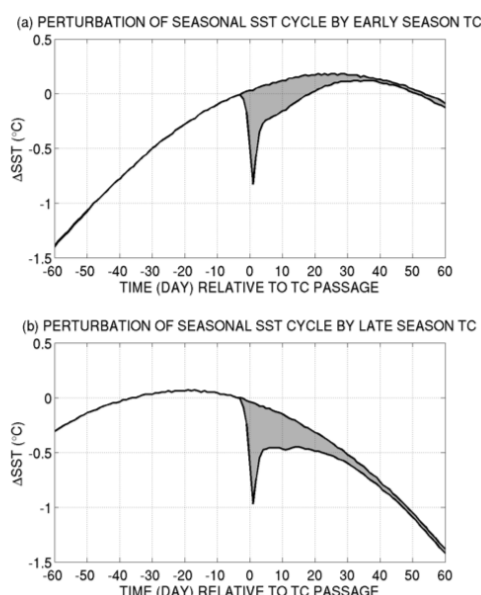 (a) PERTURBATION OF SEASONAL SST CYCLE BY EARLY SEASON TC
0.5
0
-0.5
-1
-1.5
ΔSST (°C)
-60 -50 -40 -30 -20 -10 0 10 20 30 40 50 60
TIME (DAY) RELATIVE TO TC PASSAGE
(b) PERTURBATION OF SEASONAL SST CYCLE BY LATE SEASON TC
0.5
0
-0.5
-1
-1.5
ΔSST (°C)
-60 -50 -40 -30 -20 -10 0 10 20 30 40 50 60
TIME (DAY) RELATIVE TO TC PASSAGE